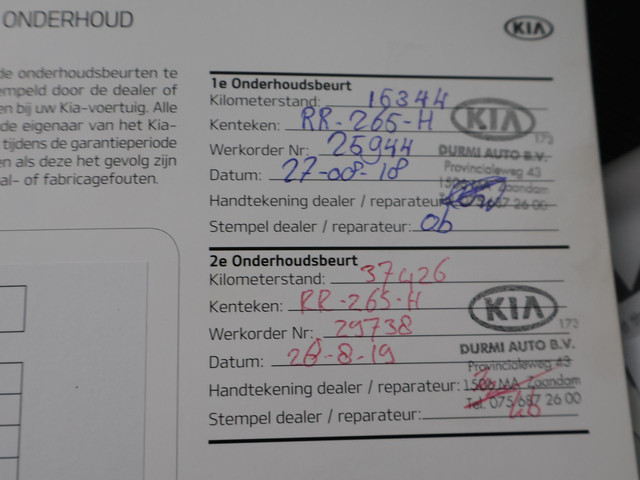 ONDERHOUD
KIA
de onderhoudsbeurten te
empeld door de dealer of
en bij uw Kia-voertuig. Alle
de eigenaar van het Kia-
tijdens de garantieperiode
en als deze het gevolg zijn
al- of fabricagefouten.
1e Onderhoudsbeurt
Kilometerstand: 16344
Kenteken: RR-265-H
KIA
173
Werkorder Nr: 25944
DURMI AUTO B.V.
Datum: 27-08-18
Provincialeweg 43
Zaandam
Handtekening dealer / reparateur:
26 00
Stempel dealer / reparateur: ob
2e Onderhoudsbeurt
Kilometerstand: 37426
Kenteken: RR-265-H
KIA
173
Werkorder Nr: 29738
DURMI AUTO B.V.
Datum: 28-8-19
Provincialeweg 43
Handtekening dealer / reparateur: 1506 MA Zaandam
Tel. 075 687 26 00
Stempel dealer / reparateur: